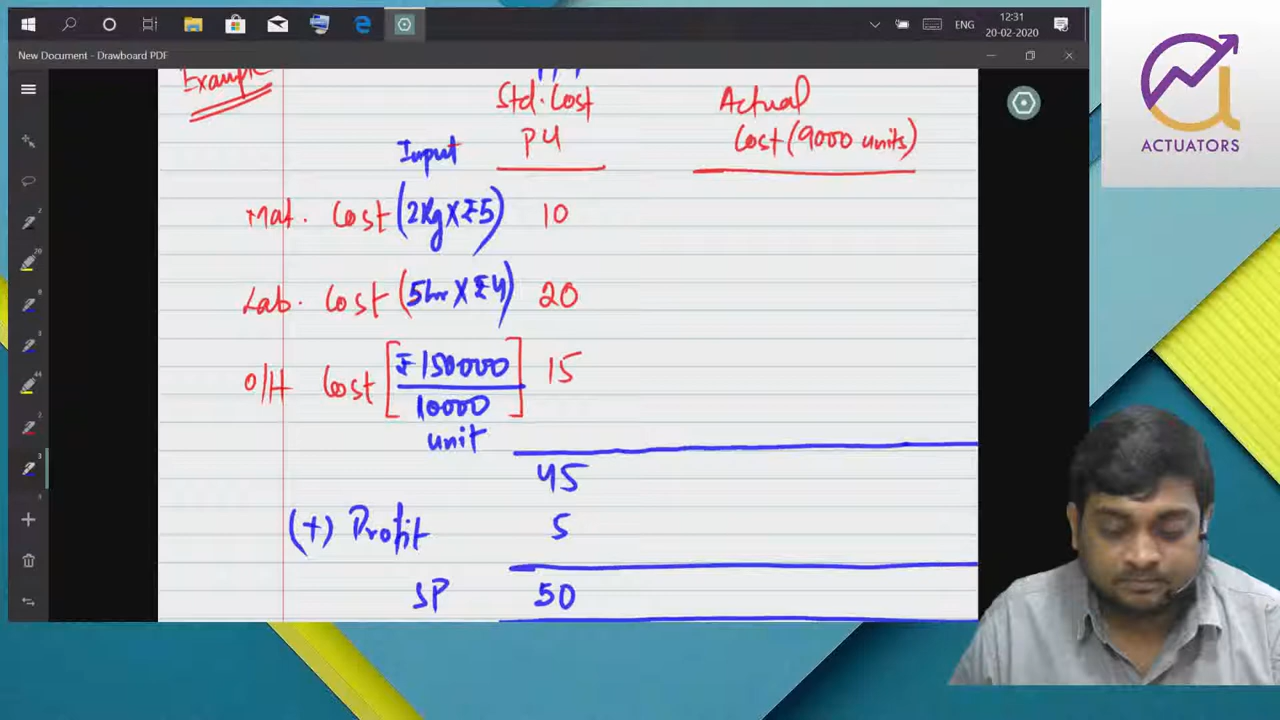 ENG
12:31
20-02-2020
New Document - Drawboard PDF
ACTUATORS
Example
Std. Cost Actual
Input PU Cost (9000 units)
Mat. Cost (2Kg X ₹5) 10
Lab. Cost (5hr X ₹4) 20
O/H Cost [₹150000 15
10000]
unit
45
(+) Profit 5
SP 50